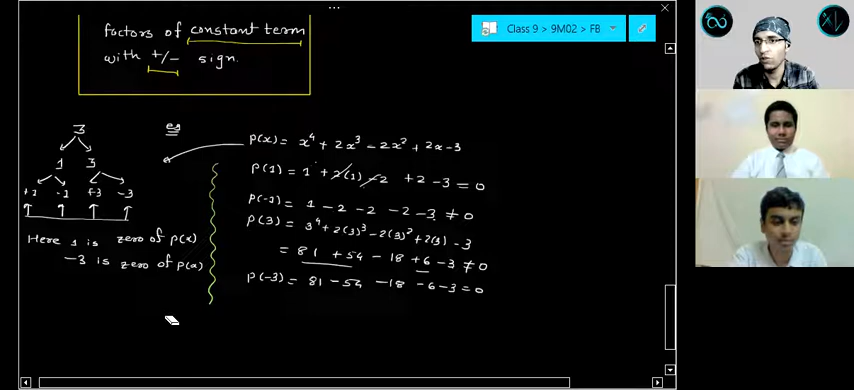 factors of constant term
with +/- sign.
Class 9 > 9M02 > FB
3
1 3
+1 -1 +3 -3
Here 1 is zero of p(x)
-3 is zero of p(x)
eg
p(x) = x⁴ + 2x³ - 2x² + 2x - 3
p(1) = 1 + 2(1) - 2 + 2 - 3 = 0
p(-1) = 1 - 2 - 2 - 2 - 3 ≠ 0
p(3) = 3⁴ + 2(3)³ - 2(3)² + 2(3) - 3
= 81 + 54 - 18 + 6 - 3 ≠ 0
p(-3) = 81 - 54 - 18 - 6 - 3 = 0